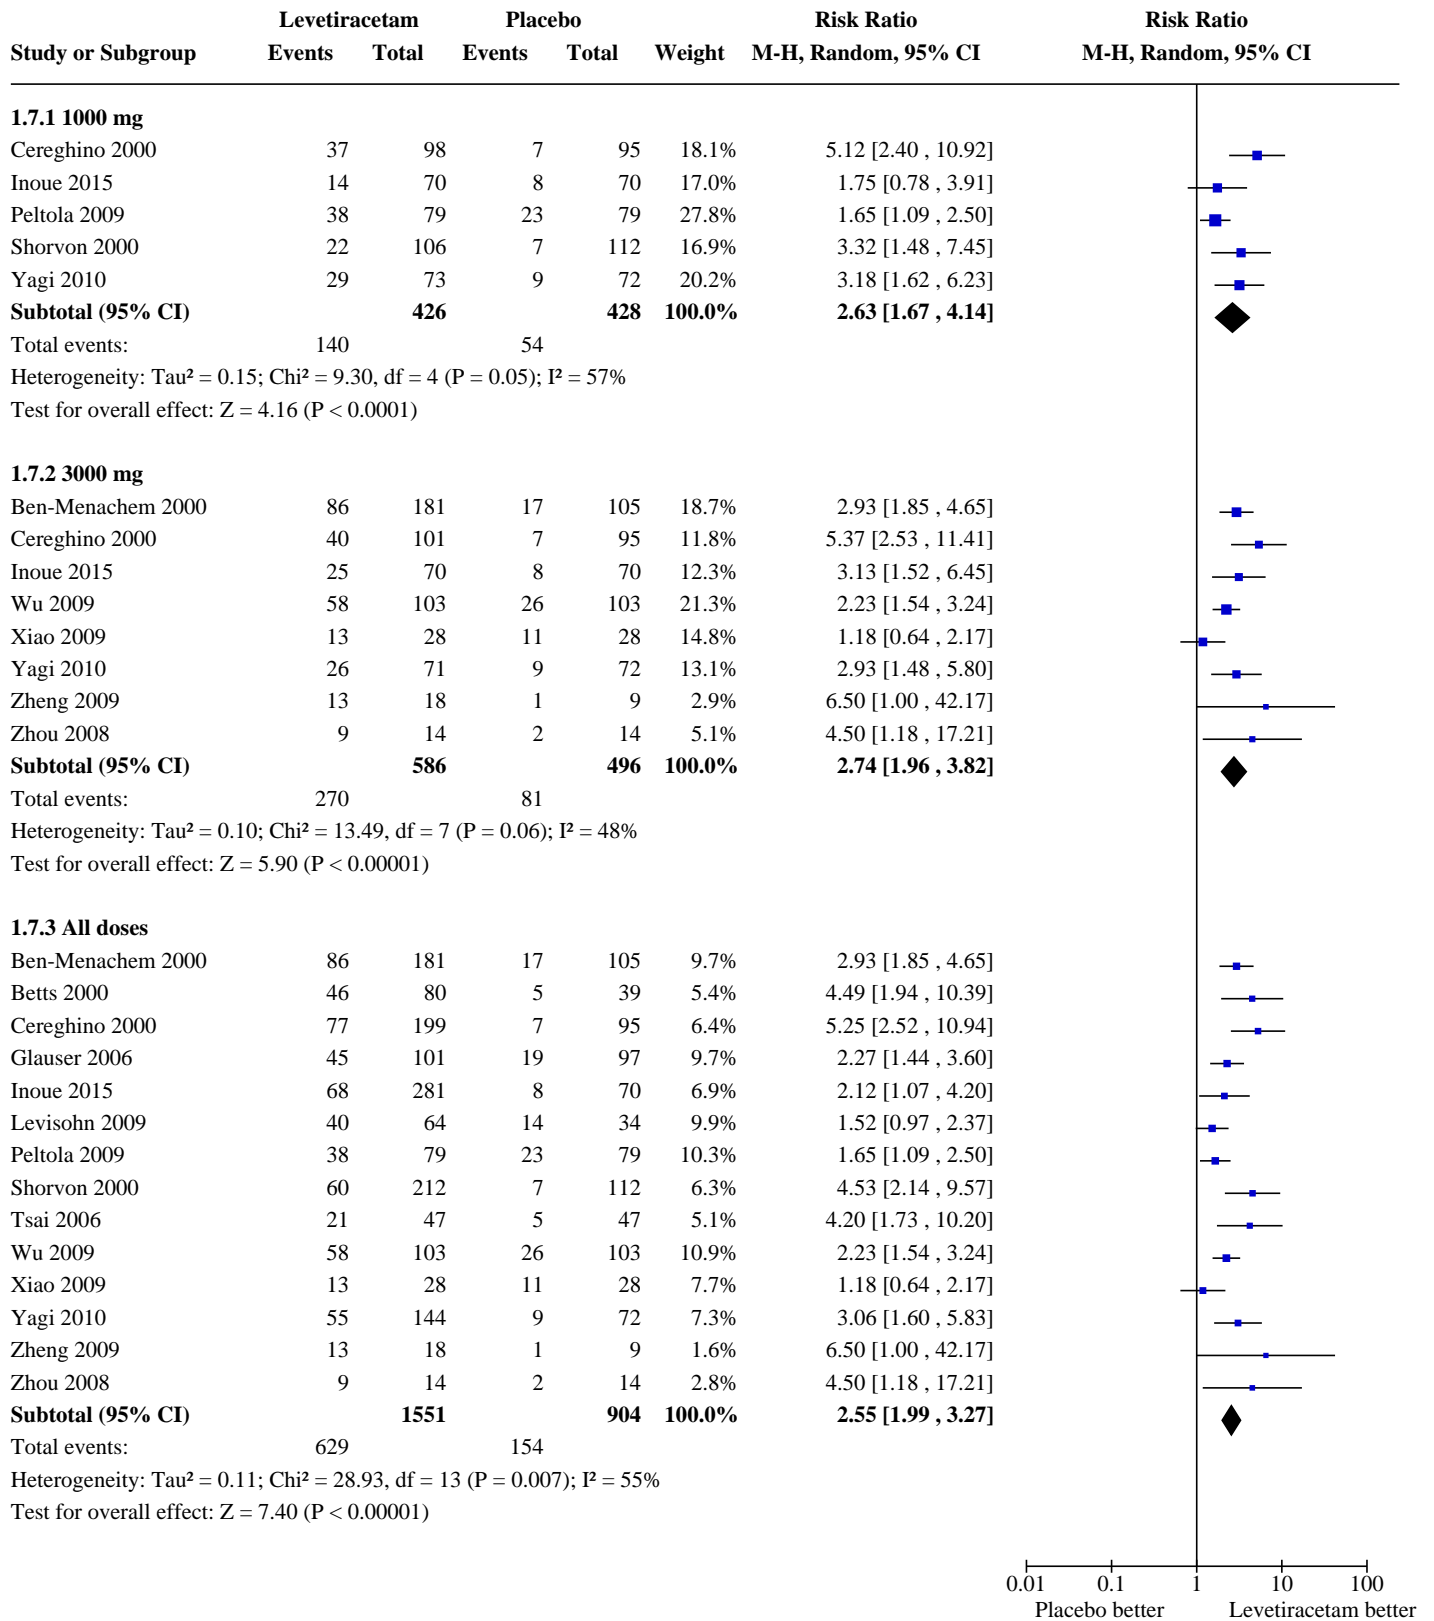 Levetiracetam Placebo Risk Ratio Risk Ratio
Study or Subgroup Events Total Events Total Weight M-H, Random, 95% CI M-H, Random, 95% CI
1.7.1 1000 mg
Cereghino 2000 37 98 7 95 18.1% 5.12 [2.40 , 10.92]
Inoue 2015 14 70 8 70 17.0% 1.75 [0.78 , 3.91]
Peltola 2009 38 79 23 79 27.8% 1.65 [1.09 , 2.50]
Shorvon 2000 22 106 7 112 16.9% 3.32 [1.48 , 7.45]
Yagi 2010 29 73 9 72 20.2% 3.18 [1.62 , 6.23]
Subtotal (95% CI) 426 428 100.0% 2.63 [1.67 , 4.14]
Total events: 140 54
Heterogeneity: Tau² = 0.15; Chi² = 9.30, df = 4 (P = 0.05); I² = 57%
Test for overall effect: Z = 4.16 (P < 0.0001)
1.7.2 3000 mg
Ben-Menachem 2000 86 181 17 105 18.7% 2.93 [1.85 , 4.65]
Cereghino 2000 40 101 7 95 11.8% 5.37 [2.53 , 11.41]
Inoue 2015 25 70 8 70 12.3% 3.13 [1.52 , 6.45]
Wu 2009 58 103 26 103 21.3% 2.23 [1.54 , 3.24]
Xiao 2009 13 28 11 28 14.8% 1.18 [0.64 , 2.17]
Yagi 2010 26 71 9 72 13.1% 2.93 [1.48 , 5.80]
Zheng 2009 13 18 1 9 2.9% 6.50 [1.00 , 42.17]
Zhou 2008 9 14 2 14 5.1% 4.50 [1.18 , 17.21]
Subtotal (95% CI) 586 496 100.0% 2.74 [1.96 , 3.82]
Total events: 270 81
Heterogeneity: Tau² = 0.10; Chi² = 13.49, df = 7 (P = 0.06); I² = 48%
Test for overall effect: Z = 5.90 (P < 0.00001)
1.7.3 All doses
Ben-Menachem 2000 86 181 17 105 9.7% 2.93 [1.85 , 4.65]
Betts 2000 46 80 5 39 5.4% 4.49 [1.94 , 10.39]
Cereghino 2000 77 199 7 95 6.4% 5.25 [2.52 , 10.94]
Glauser 2006 45 101 19 97 9.7% 2.27 [1.44 , 3.60]
Inoue 2015 68 281 8 70 6.9% 2.12 [1.07 , 4.20]
Levisohn 2009 40 64 14 34 9.9% 1.52 [0.97 , 2.37]
Peltola 2009 38 79 23 79 10.3% 1.65 [1.09 , 2.50]
Shorvon 2000 60 212 7 112 6.3% 4.53 [2.14 , 9.57]
Tsai 2006 21 47 5 47 5.1% 4.20 [1.73 , 10.20]
Wu 2009 58 103 26 103 10.9% 2.23 [1.54 , 3.24]
Xiao 2009 13 28 11 28 7.7% 1.18 [0.64 , 2.17]
Yagi 2010 55 144 9 72 7.3% 3.06 [1.60 , 5.83]
Zheng 2009 13 18 1 9 1.6% 6.50 [1.00 , 42.17]
Zhou 2008 9 14 2 14 2.8% 4.50 [1.18 , 17.21]
Subtotal (95% CI) 1551 904 100.0% 2.55 [1.99 , 3.27]
Total events: 629 154
Heterogeneity: Tau² = 0.11; Chi² = 28.93, df = 13 (P = 0.007); I² = 55%
Test for overall effect: Z = 7.40 (P < 0.00001)
0.01 0.1 1 10 100
Placebo better Levetiracetam better